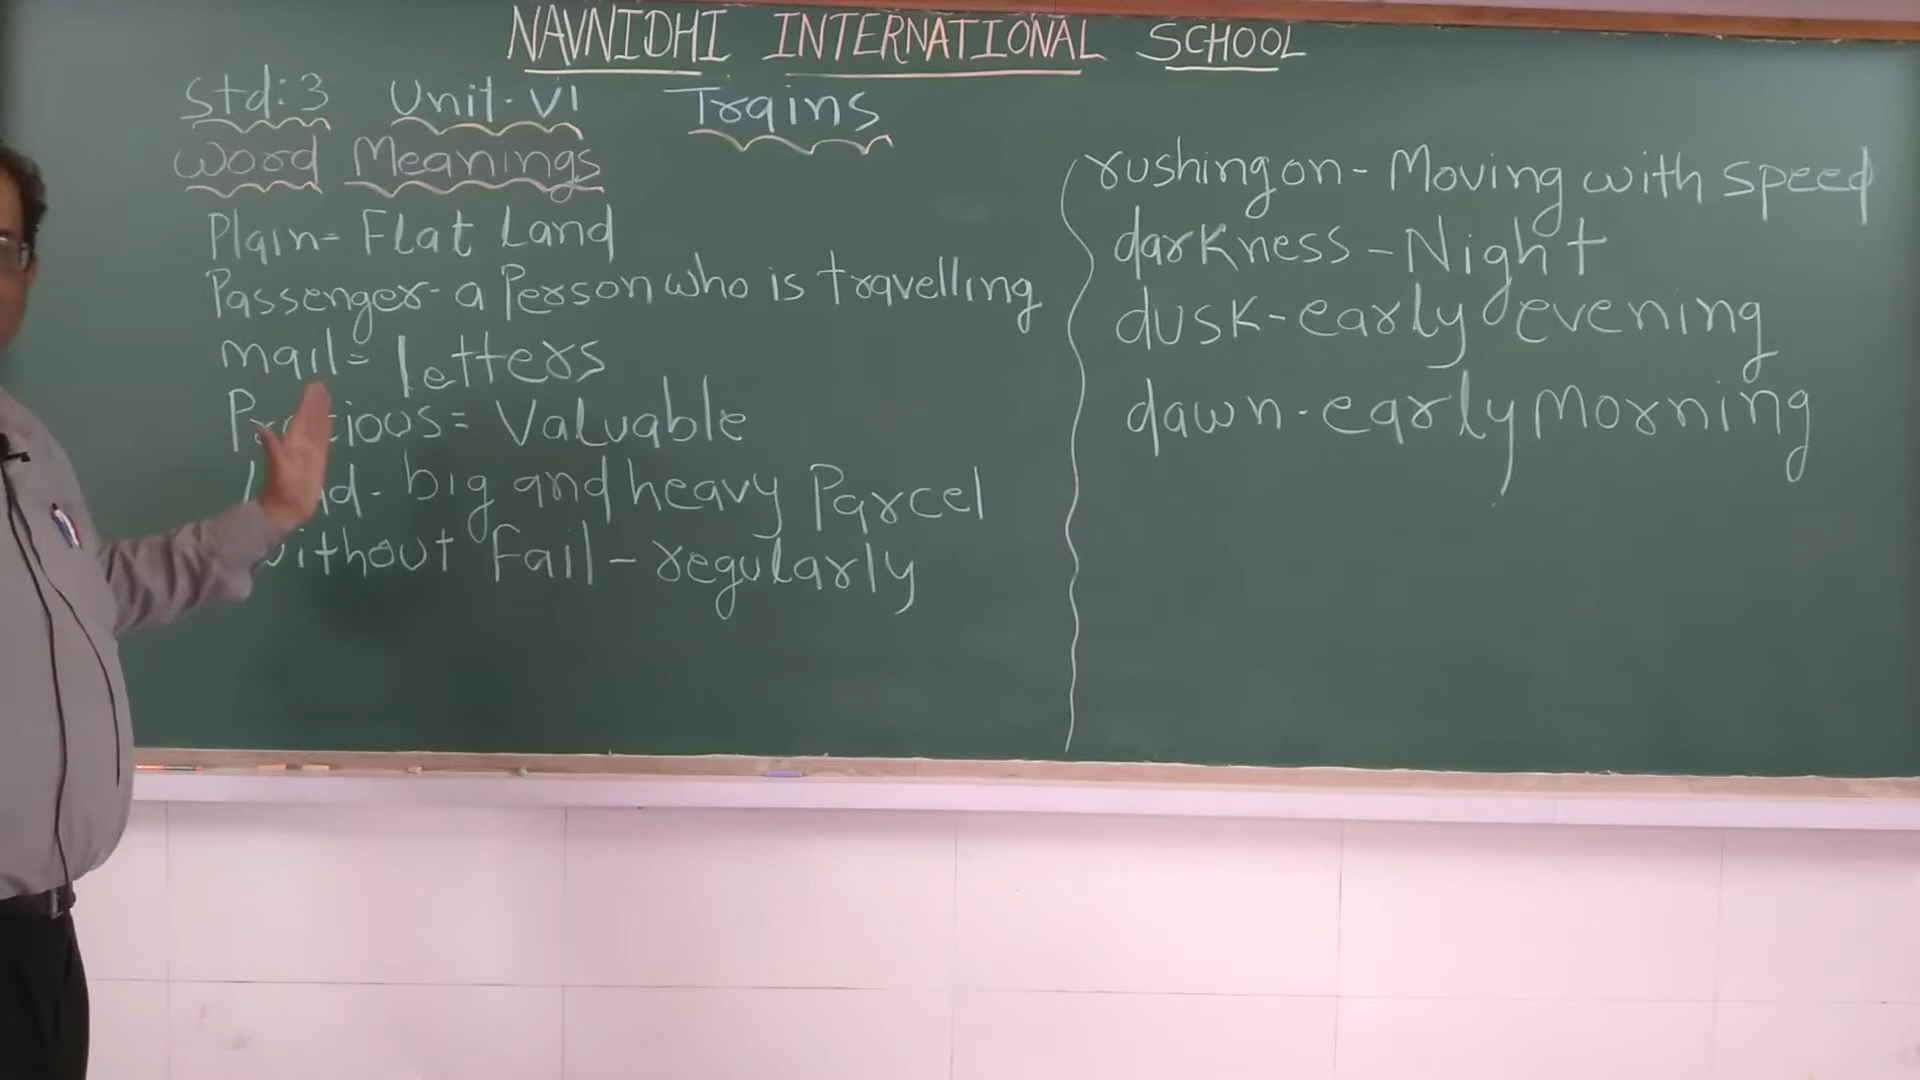 NAVNIDHI INTERNATIONAL SCHOOL
Std:3 Unit-VI Trains
Word Meanings
Plain= Flat Land
Passenger- a Person who is travelling
Mail= Letters
Precious= Valuable
big and heavy Parcel
without Fail - regularly
rushing on - Moving with speed
darkness - Night
dusk - early evening
dawn - early Morning